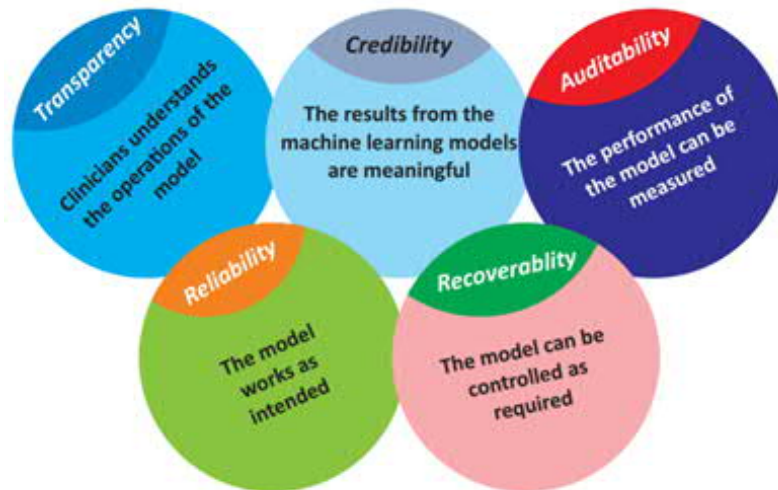 Transparency
Clinicians understands
the operations of the
model
Credibility
The results from the
machine learning models
are meaningful
Auditability
The performance of
the model can be
measured
Reliability
The model
works as
intended
Recoverablity
The model can be
controlled as
required